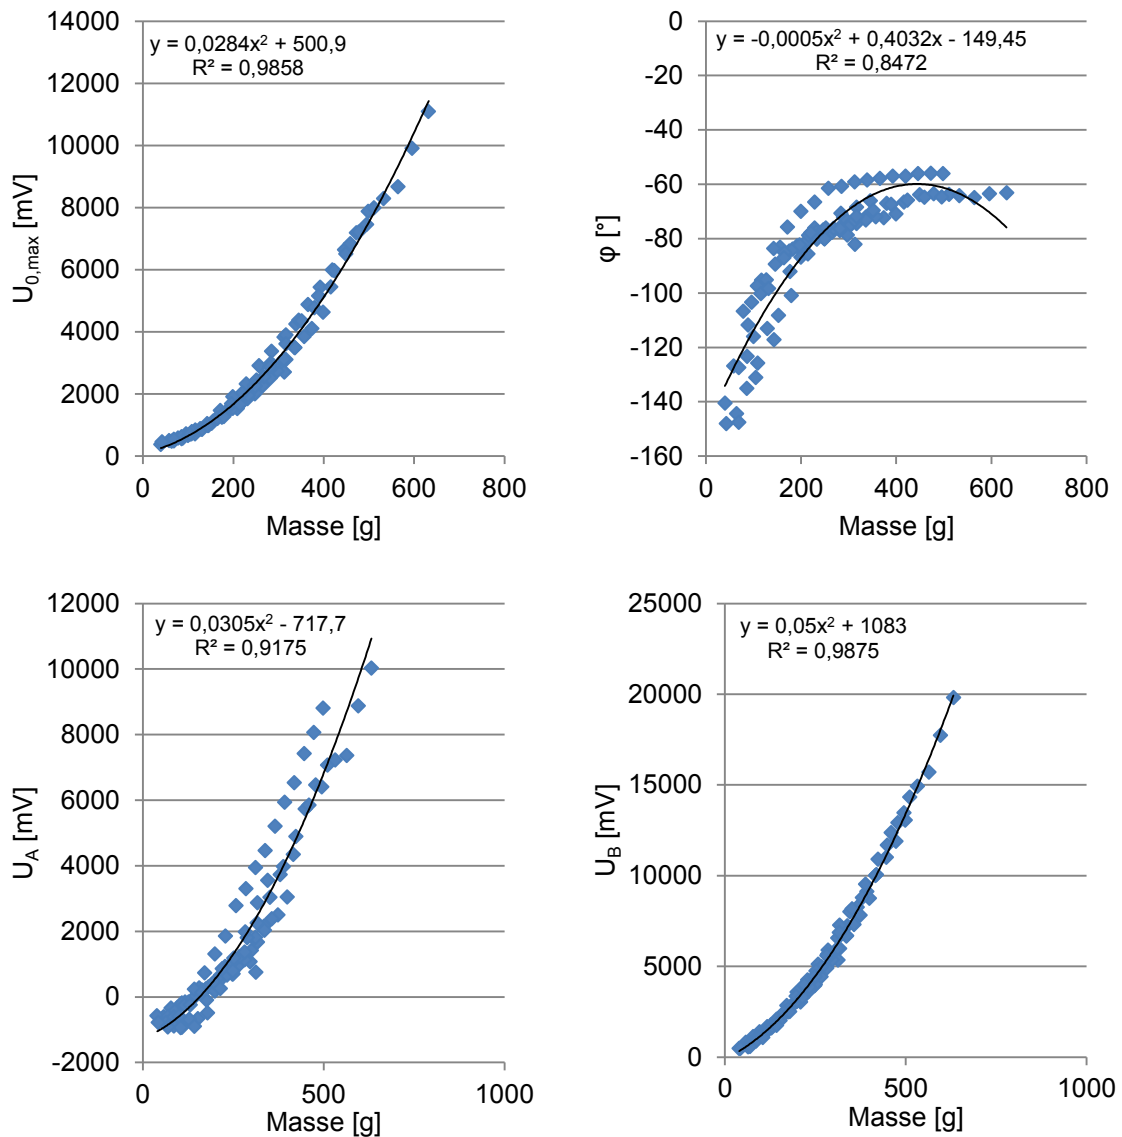 y = 0,0284x² + 500,9
R² = 0,9858
14000
12000
10000
8000
6000
4000
2000
0
U0,max [mV]
0 200 400 600 800
Masse [g]
y = -0,0005x² + 0,4032x - 149,45
R² = 0,8472
0
-20
-40
-60
-80
-100
-120
-140
-160
φ [°]
0 200 400 600 800
Masse [g]
y = 0,0305x² - 717,7
R² = 0,9175
12000
10000
8000
6000
4000
2000
0
-2000
UA [mV]
0 500 1000
Masse [g]
y = 0,05x² + 1083
R² = 0,9875
25000
20000
15000
10000
5000
0
UB [mV]
0 500 1000
Masse [g]